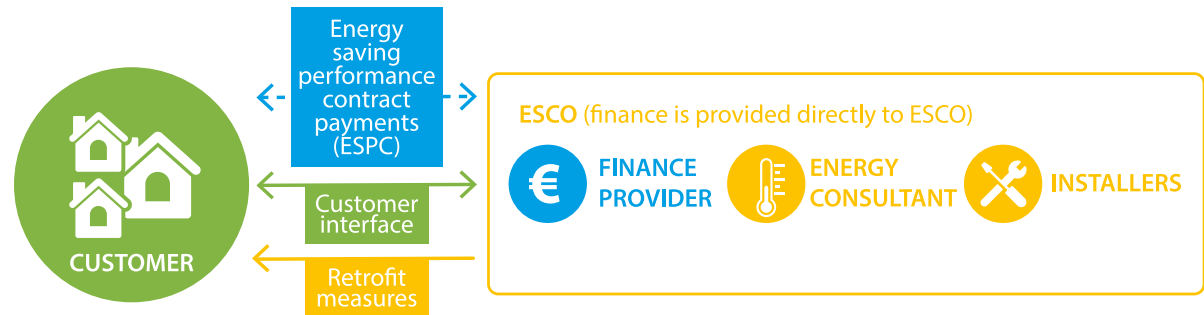 Energy
saving
performance
contract
payments
(ESPC)
CUSTOMER
Customer
interface
Retrofit
measures
ESCO (finance is provided directly to ESCO)
€
FINANCE
PROVIDER
ENERGY
CONSULTANT
INSTALLERS